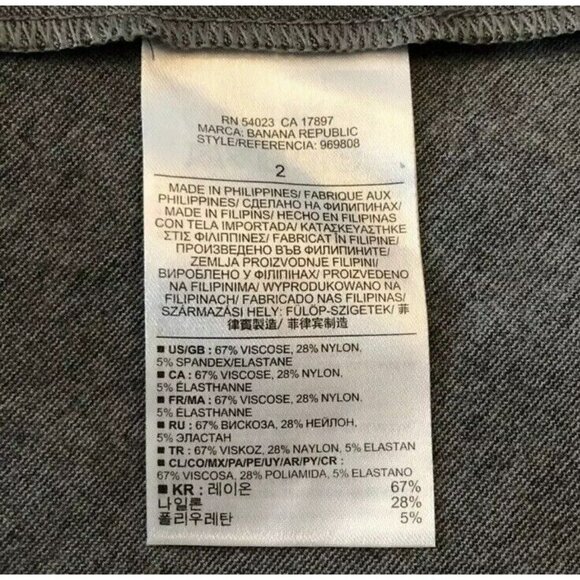 RN 54023 CA 17897
MARCA: BANANA REPUBLIC
STYLE/REFERENCIA: 969808
2
MADE IN PHILIPPINES/ FABRIQUE AUX
PHILIPPINES/ СДЕЛАНО НА ФИЛИПИНАХ/
MADE IN FILIPINS/ HECHO EN FILIPINAS
CON TELA IMPORTADA/ ΚΑΤΑΣΚΕΥΑΣΤΗΚΕ
ΣΤΙΣ ΦΙΛΙΠΠΙΝΕΣ/ FABRICAT ÎN FILIPINE/
ПРОИЗВЕДЕНО ВЪВ ФИЛИПИНИТЕ/
ZEMLJA PROIZVODNJE FILIPINI/
ВИРОБЛЕНО У ФІЛІПІНАХ/ PROIZVEDENO
NA FILIPINIMA/ WYPRODUKOWANO NA
FILIPINACH/ FABRICADO NAS FILIPINAS/
SZÁRMAZÁSI HELY: FÜLÖP-SZIGETEK/ 菲
律賓製造/ 菲律宾制造
■ US/GB : 67% VISCOSE, 28% NYLON,
5% SPANDEX/ELASTANE
■ CA : 67% VISCOSE, 28% NYLON,
5% ÉLASTHANNE
■ FR/MA : 67% VISCOSE, 28% NYLON,
5% ÉLASTHANNE
■ RU : 67% ВИСКОЗА, 28% НЕЙЛОН,
5% ЭЛАСТАН
■ TR : 67% VISKOZ, 28% NAYLON, 5% ELASTAN
■ CL/CO/MX/PA/PE/UY/AR/PY/CR :
67% VISCOSA, 28% POLIAMIDA, 5% ELASTANO
■ KR : 레이온 67%
나일론 28%
폴리우레탄 5%